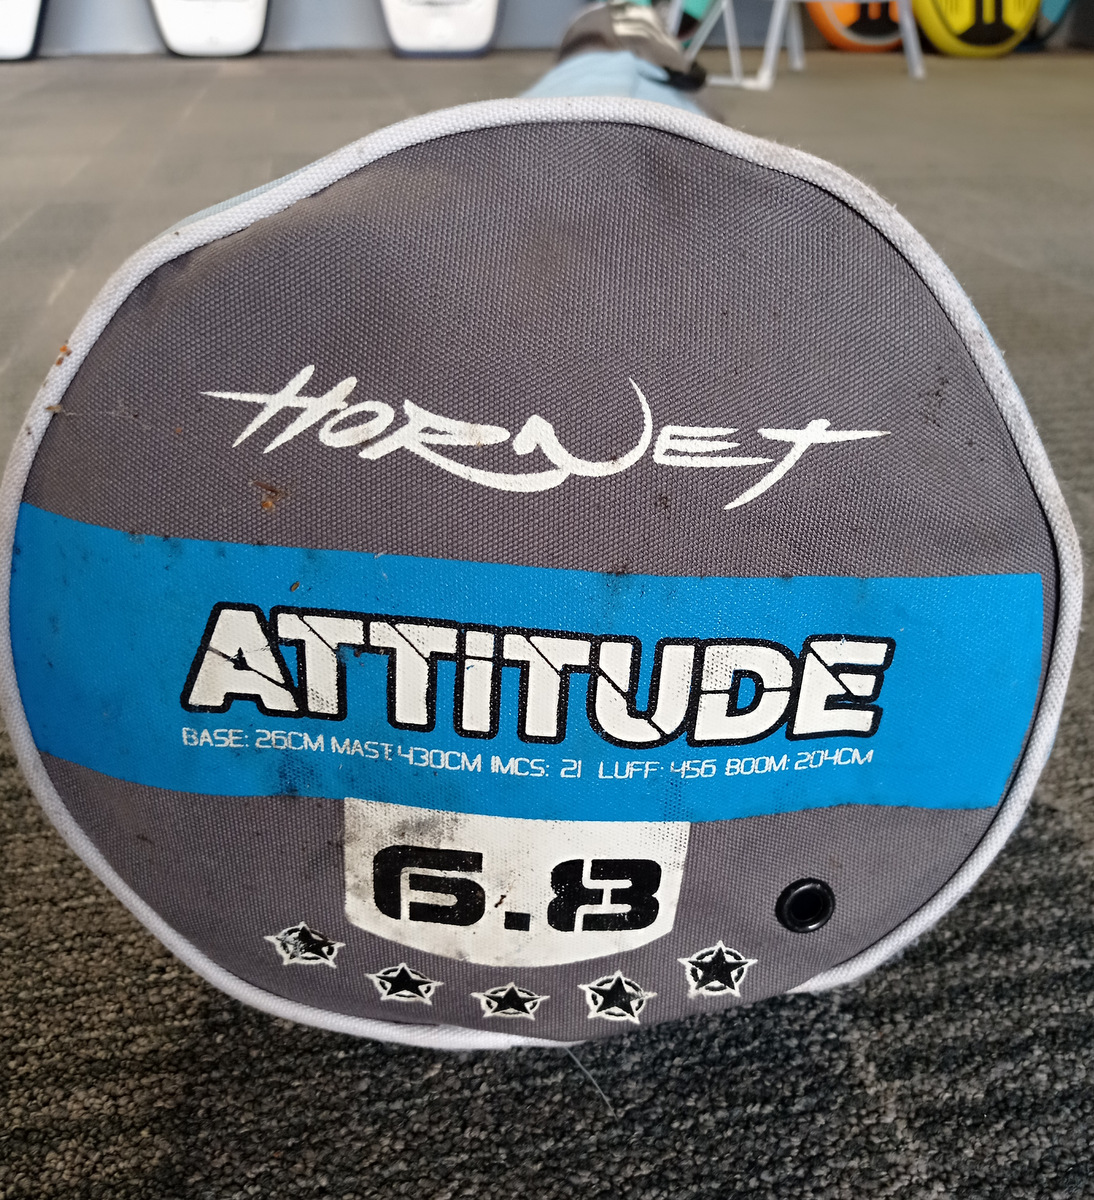 HORNET
ATTiTUDE
BASE: 26CM MAST: 430CM IMCS: 21 LUFF: 456 BOOM: 204CM
6.8